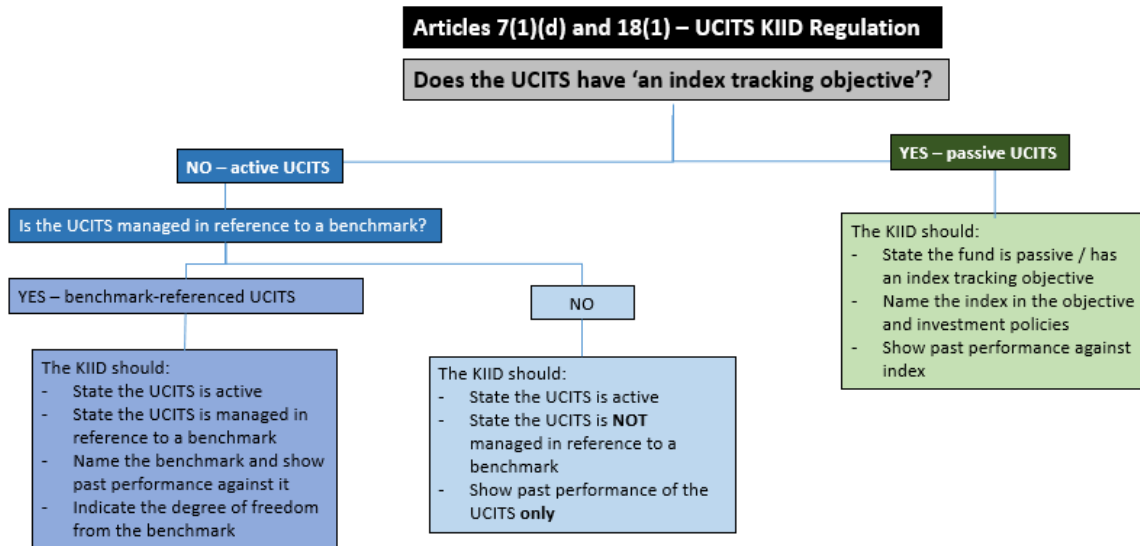 Articles 7(1)(d) and 18(1) – UCITS KIID Regulation
Does the UCITS have ‘an index tracking objective’?
NO – active UCITS
YES – passive UCITS
Is the UCITS managed in reference to a benchmark?
YES – benchmark-referenced UCITS
NO
The KIID should:
- State the UCITS is active
- State the UCITS is managed in
reference to a benchmark
- Name the benchmark and show
past performance against it
- Indicate the degree of freedom
from the benchmark
The KIID should:
- State the UCITS is active
- State the UCITS is NOT
managed in reference to a
benchmark
- Show past performance of the
UCITS only
The KIID should:
- State the fund is passive / has
an index tracking objective
- Name the index in the objective
and investment policies
- Show past performance against
index